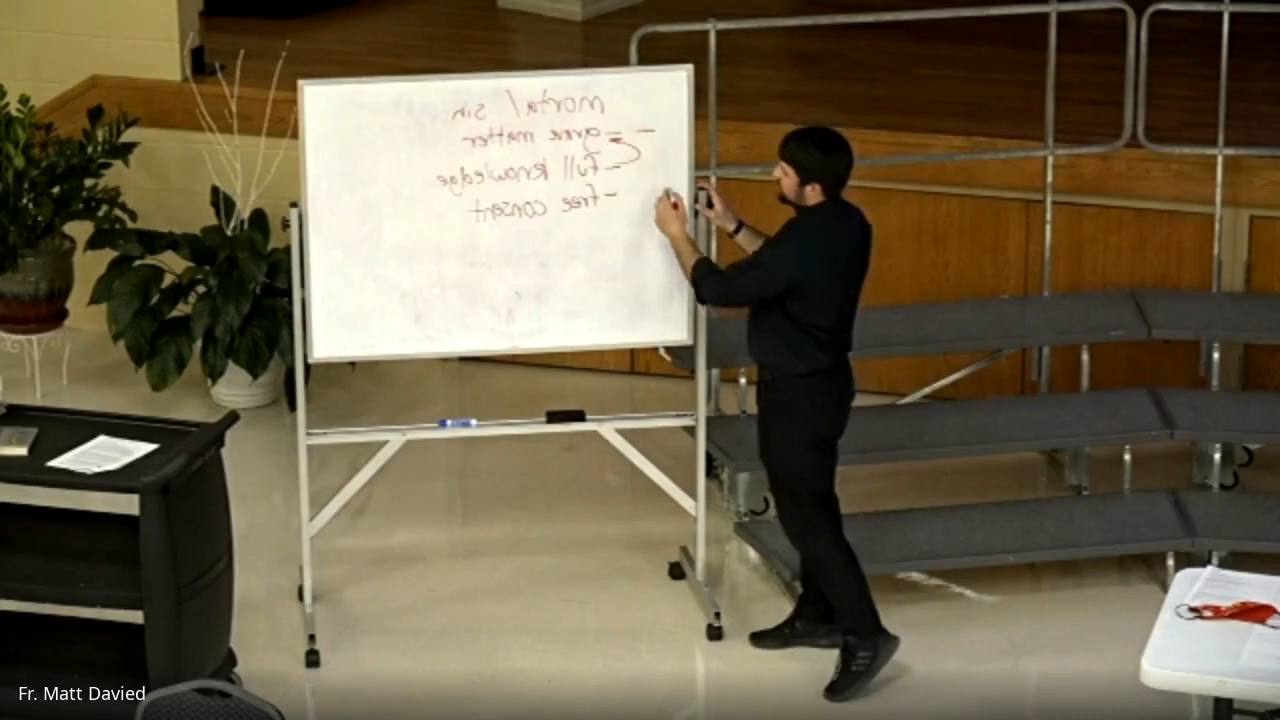 mortal sin
- - grave matter
- full knowledge
- free consent
Fr. Matt Davied